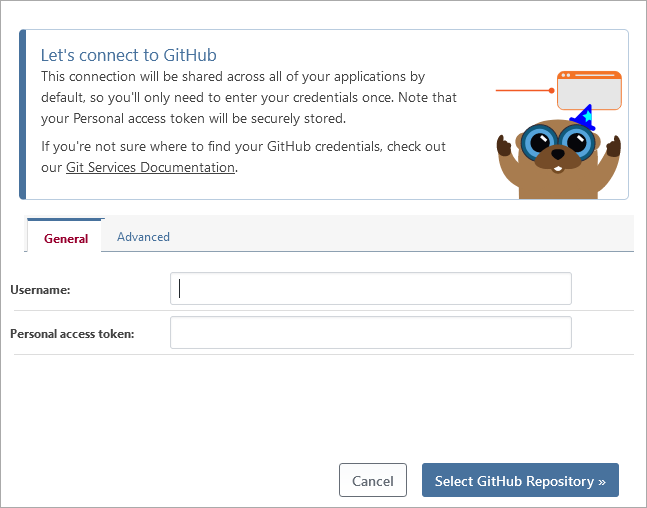 Let's connect to GitHub
This connection will be shared across all of your applications by
default, so you'll only need to enter your credentials once. Note that
your Personal access token will be securely stored.
If you're not sure where to find your GitHub credentials, check out
our Git Services Documentation.
General
Advanced
Username:
Personal access token:
Cancel
Select GitHub Repository »